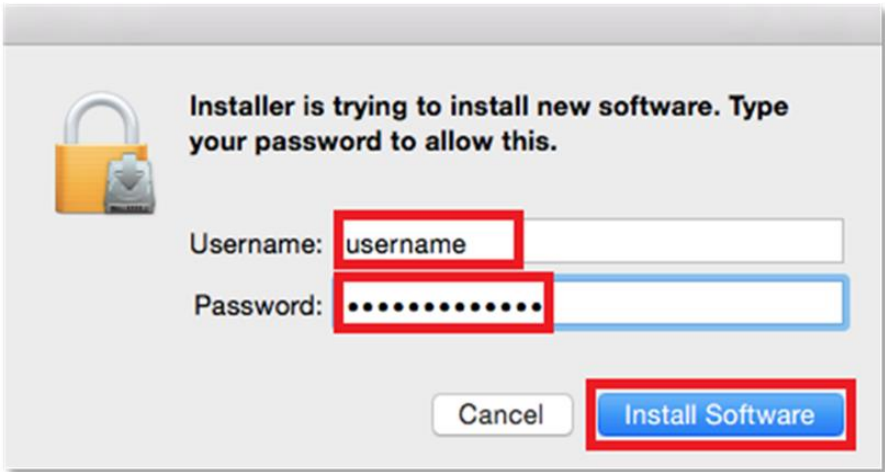 Installer is trying to install new software. Type
your password to allow this.
Username: username
Password: •••••••••••••
Cancel Install Software